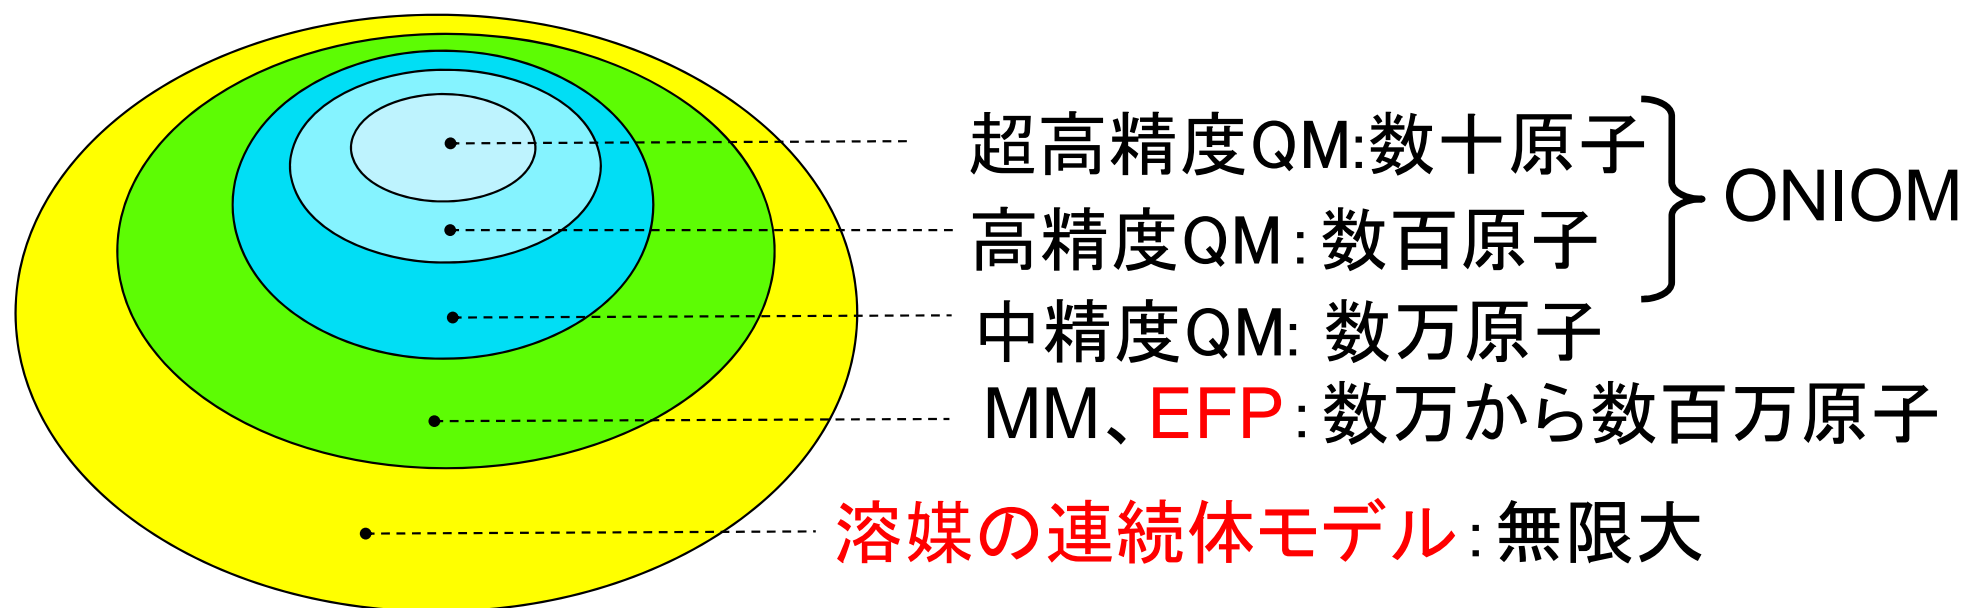 超高精度QM:数十原子
ONIOM
高精度QM：数百原子
中精度QM: 数万原子
MM、EFP：数万から数百万原子
溶媒の連続体モデル：無限大